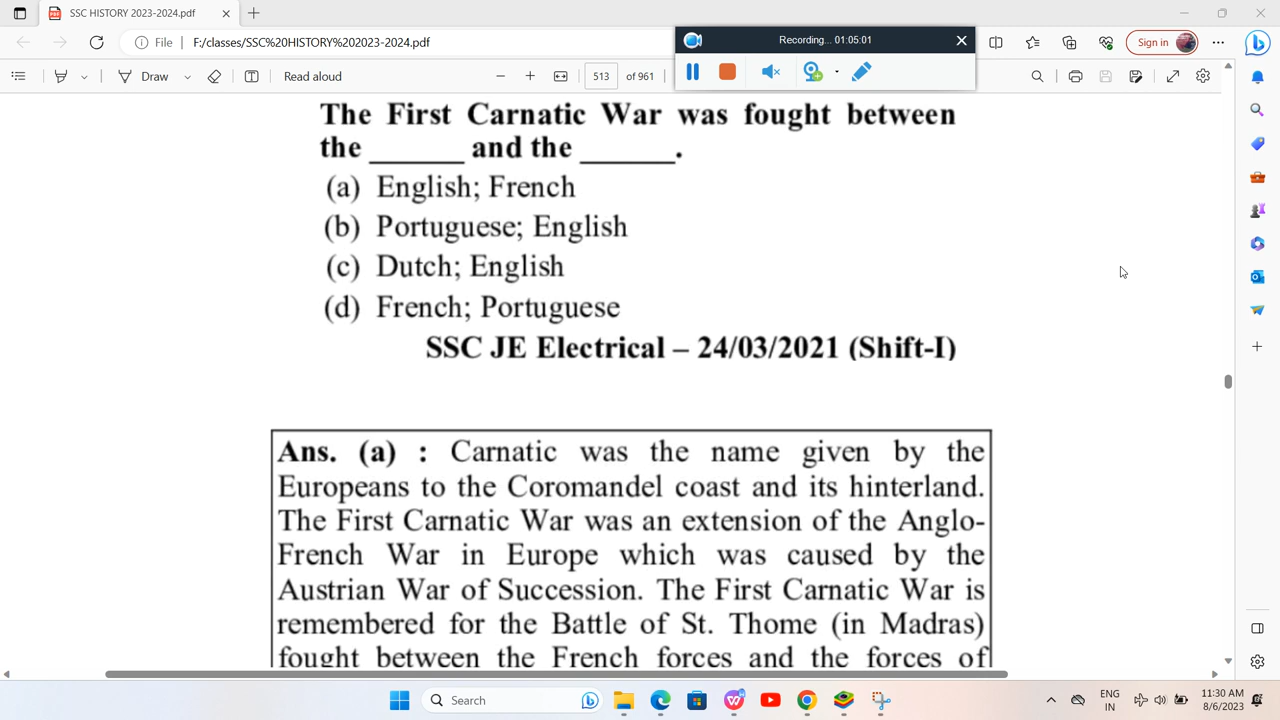 SSC HISTORY 2023-2024.pdf
Recording... 01:05:01
File F:/classes/SSC%20HISTORY%202023-2024.pdf
Sign in
Draw
Read aloud
513 of 961
The First Carnatic War was fought between
the ______ and the ______.
(a) English; French
(b) Portuguese; English
(c) Dutch; English
(d) French; Portuguese
SSC JE Electrical – 24/03/2021 (Shift-I)
Ans. (a) : Carnatic was the name given by the
Europeans to the Coromandel coast and its hinterland.
The First Carnatic War was an extension of the Anglo-
French War in Europe which was caused by the
Austrian War of Succession. The First Carnatic War is
remembered for the Battle of St. Thome (in Madras)
fought between the French forces and the forces of
Search
ENG
IN
11:30 AM
8/6/2023